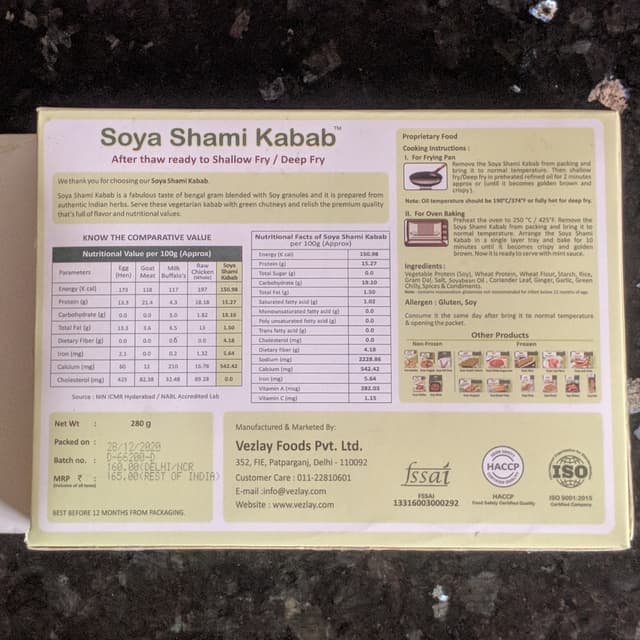 Soya Shami Kabab™
After thaw ready to Shallow Fry / Deep Fry
We thank you for choosing our Soya Shami Kabab.
Soya Shami Kabab is a fabulous taste of bengal gram blended with Soy granules and it is prepared from
authentic Indian herbs. Serve these vegetarian kabab with green chutneys and relish the premium quality
that's full of flavor and nutritional values.
KNOW THE COMPARATIVE VALUE
Nutritional Value per 100g (Approx)
Parameters Egg (Hen) Goat Meat Milk Buffalo's Raw Chicken Soya Shami Kabab
Energy (K cal) 173 118 117 197 150.98
Protein (g) 13.3 21.4 4.3 18.18 15.27
Carbohydrate (g) 0.0 0.0 5.0 1.82 18.10
Total Fat (g) 13.3 3.6 6.5 13 1.50
Dietary Fiber (g) 0.0 0.0 0.0 0.0 4.18
Iron (mg) 2.1 0.0 0.2 1.32 5.64
Calcium (mg) 60 12 210 16.76 542.42
Cholesterol (mg) 423 82.38 32.48 89.28 0.0
Source : NIN ICMR Hyderabad / NABL Accredited Lab
Nutritional Facts of Soya Shami Kabab
per 100g (Approx)
Energy (K cal) 150.98
Protein (g) 15.27
Total Sugar (g) 0.0
Carbohydrate (g) 18.10
Total Fat (g) 1.50
Saturated fatty acid (g) 1.02
Monounsaturated fatty acid (g) 0.0
Poly unsaturated fatty acid (g) 0.0
Trans fatty acid (g) 0.0
Cholesterol (mg) 0.0
Dietary fiber (g) 4.18
Sodium (mg) 2228.86
Calcium (mg) 542.42
Iron (mg) 5.64
Vitamin A (mcg) 282.03
Vitamin C (mg) 1.15
Proprietary Food
Cooking Instructions :
I. For Frying Pan
Remove the Soya Shami Kabab from packing and
bring it to normal temperature. Then shallow
fry/Deep fry in preheated refined oil for 2 minutes
approx or (until it becomes golden brown and
crispy).
Note: Oil temperature should be 190°C/374°F or fully hot for deep fry.
II. For Oven Baking
Preheat the oven to 250 °C / 425°F. Remove the
Soya Shami Kabab from packing and bring it to
normal temperature. Arrange the Soya Shami
Kabab in a single layer tray and bake for 10
minutes until it becomes crispy and golden
brown. Now it is ready to serve with mint sauce.
Ingredients :
Vegetable Protein (Soy), Wheat Protein, Wheat Flour, Starch, Rice,
Gram Dal, Salt, Soyabean Oil, Coriander Leaf, Ginger, Garlic, Green
Chilly, Spices & Condiments.
Allergen : Gluten, Soy
Consume it the same day after bring it to normal temperature
& opening the packet.
Other Products
Non-Frozen Frozen
Net Wt : 280 g
Packed on : 28/12/2020
Batch no. :
MRP ₹ : 160.00(DELHI/NCR
165.00(REST OF INDIA)
(Inclusive of all taxes)
BEST BEFORE 12 MONTHS FROM PACKAGING.
Manufactured & Marketed By:
Vezlay Foods Pvt. Ltd.
352, FIE, Patparganj, Delhi - 110092
Customer Care : 011-22810601
E-mail :info@vezlay.com
Website : www.vezlay.com
fssai
FSSAI
13316003000292
HACCP
HACCP
Food Safety Certified Quality
ISO
ISO 9001:2015
Certified Company